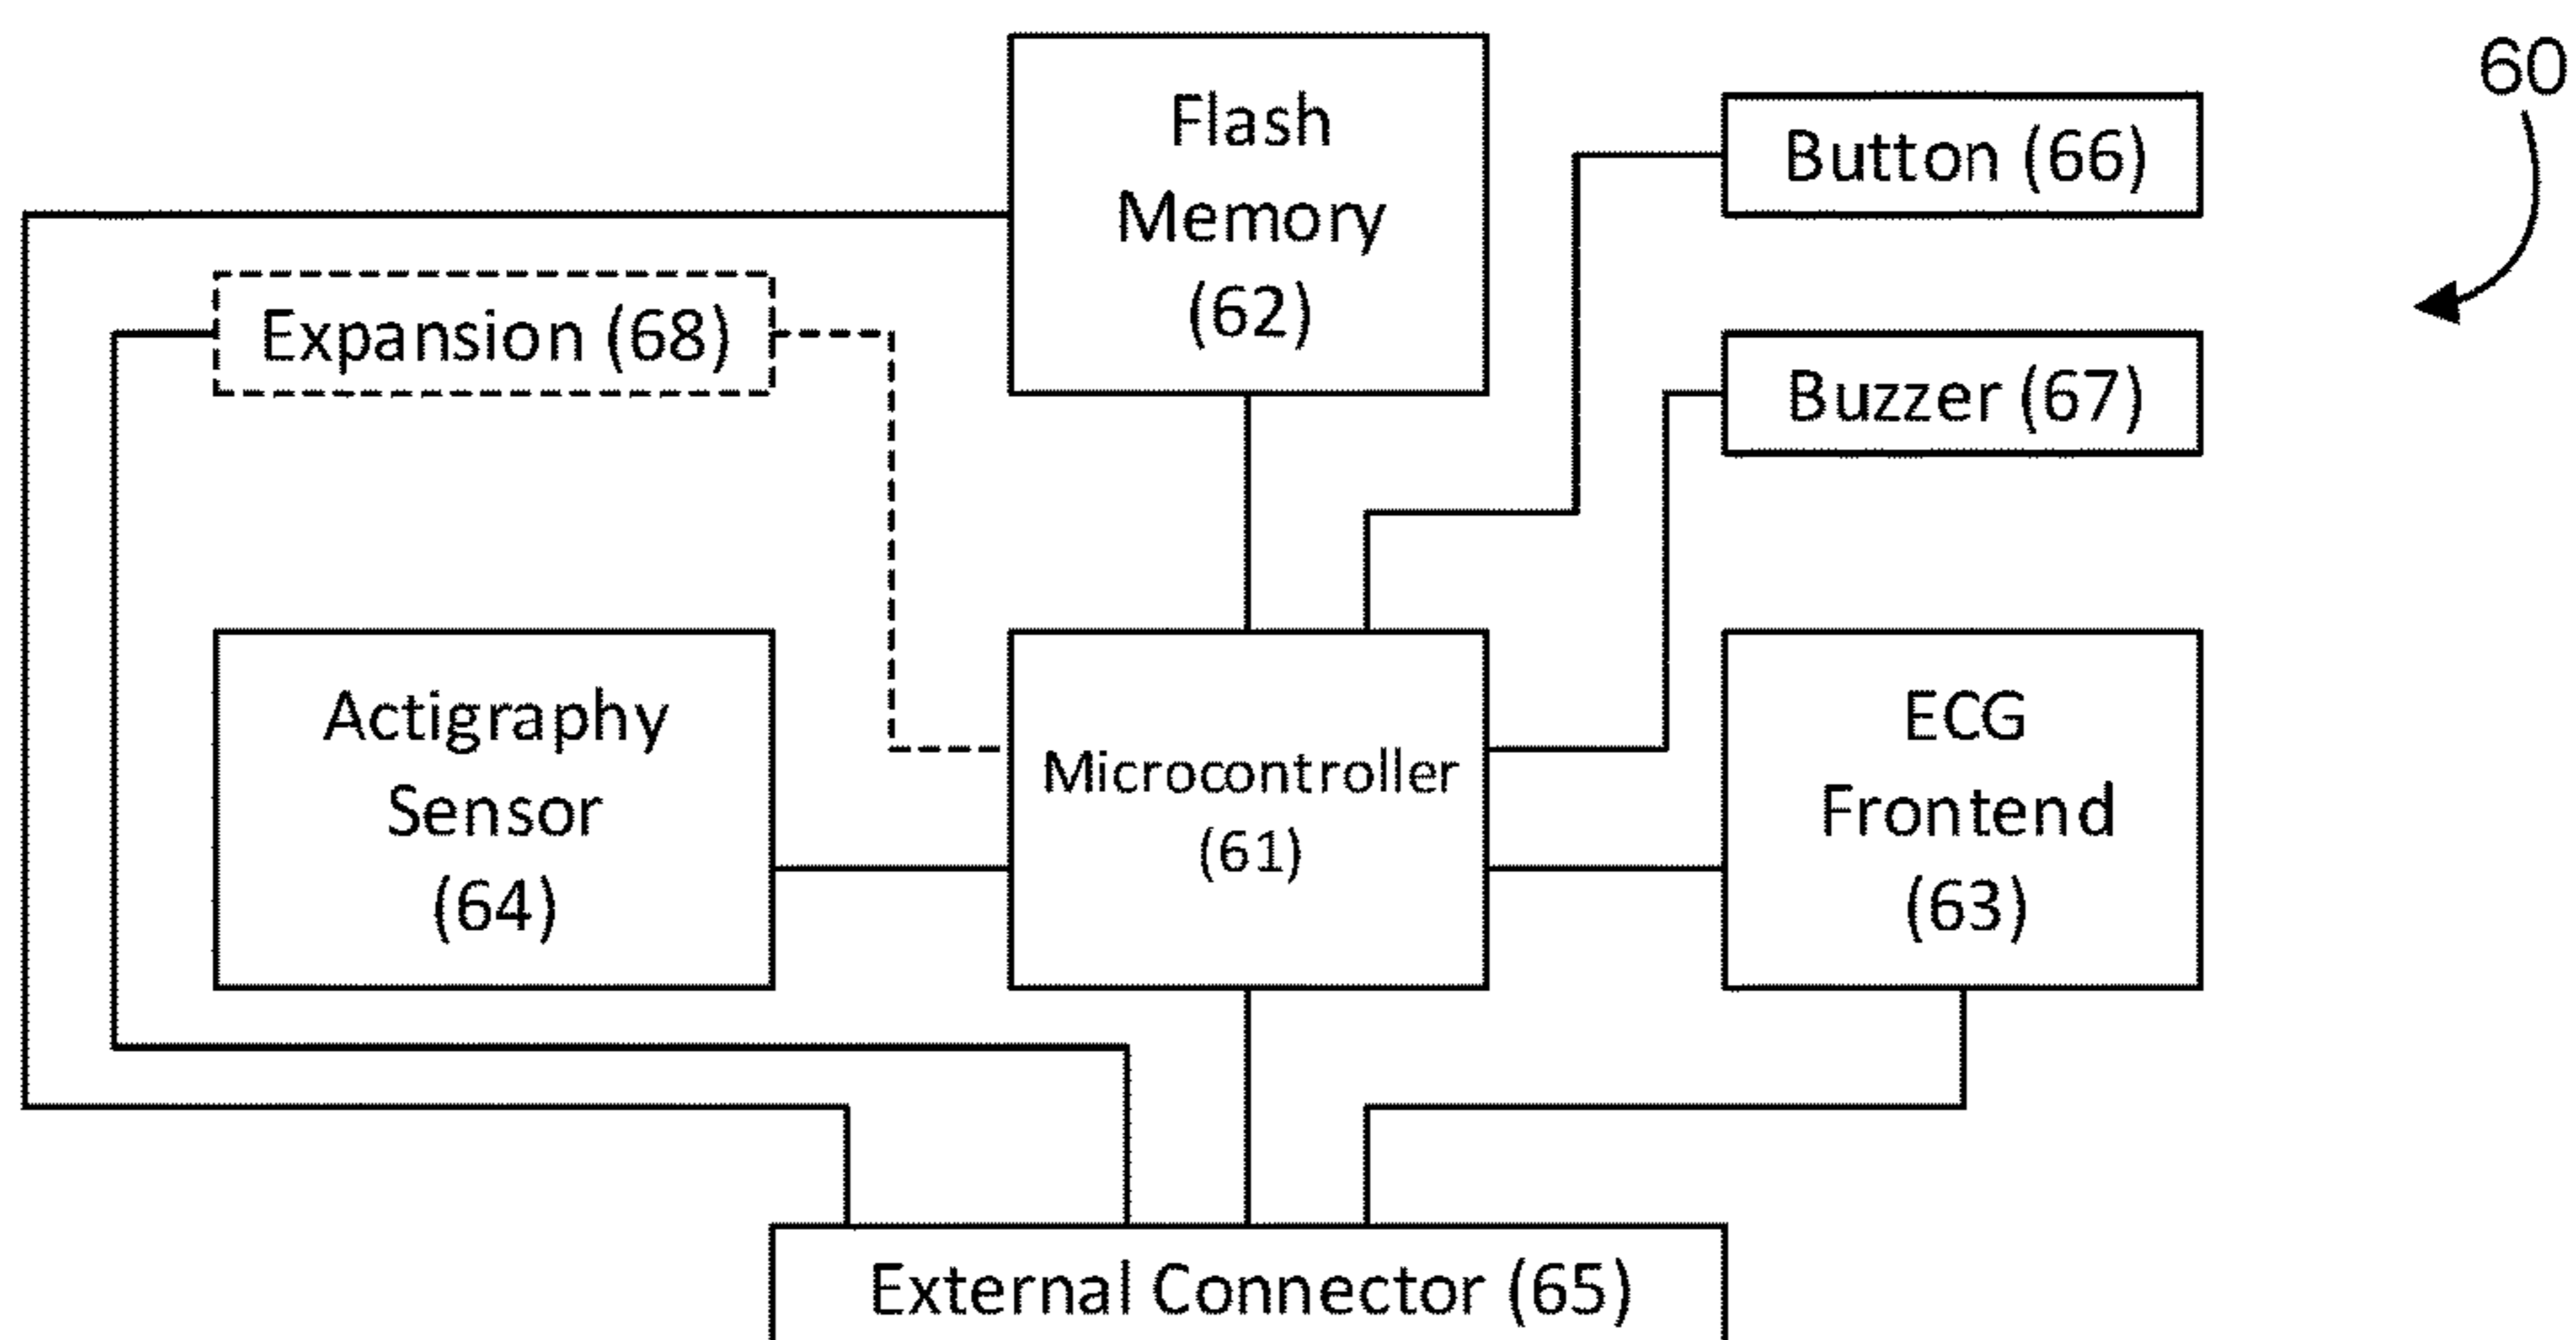 60
Flash
Memory
(62)
Button (66)
Expansion (68)
Buzzer (67)
Actigraphy
Sensor
(64)
Microcontroller
(61)
ECG
Frontend
(63)
External Connector (65)